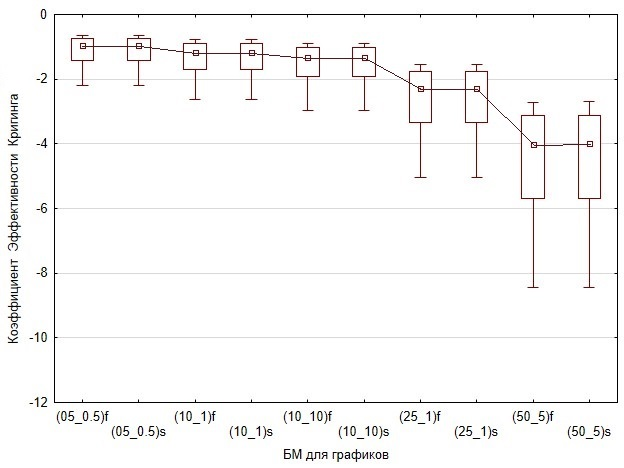 0
-2
-4
-6
-8
-10
-12
Коэффициент Эффективности Кригинга
(05_0.5)f
(05_0.5)s
(10_1)f
(10_1)s
(10_10)f
(10_10)s
(25_1)f
(25_1)s
(50_5)f
(50_5)s
БМ для графиков